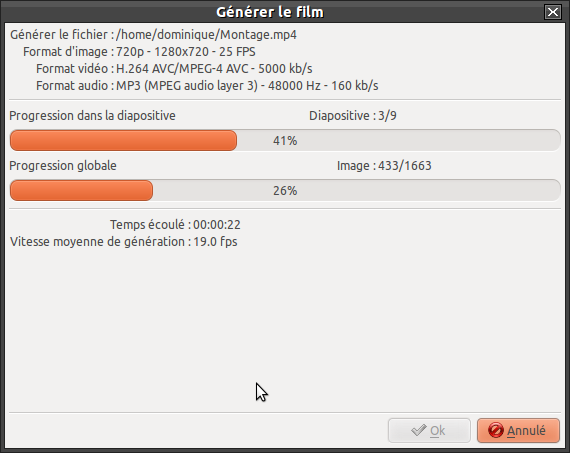 Générer le film
Générer le fichier : /home/dominique/Montage.mp4
Format d'image : 720p - 1280x720 - 25 FPS
Format vidéo : H.264 AVC/MPEG-4 AVC - 5000 kb/s
Format audio : MP3 (MPEG audio layer 3) - 48000 Hz - 160 kb/s
Progression dans la diapositive Diapositive : 3/9
41%
Progression globale Image : 433/1663
26%
Temps écoulé : 00:00:22
Vitesse moyenne de génération : 19.0 fps
Ok Annulé